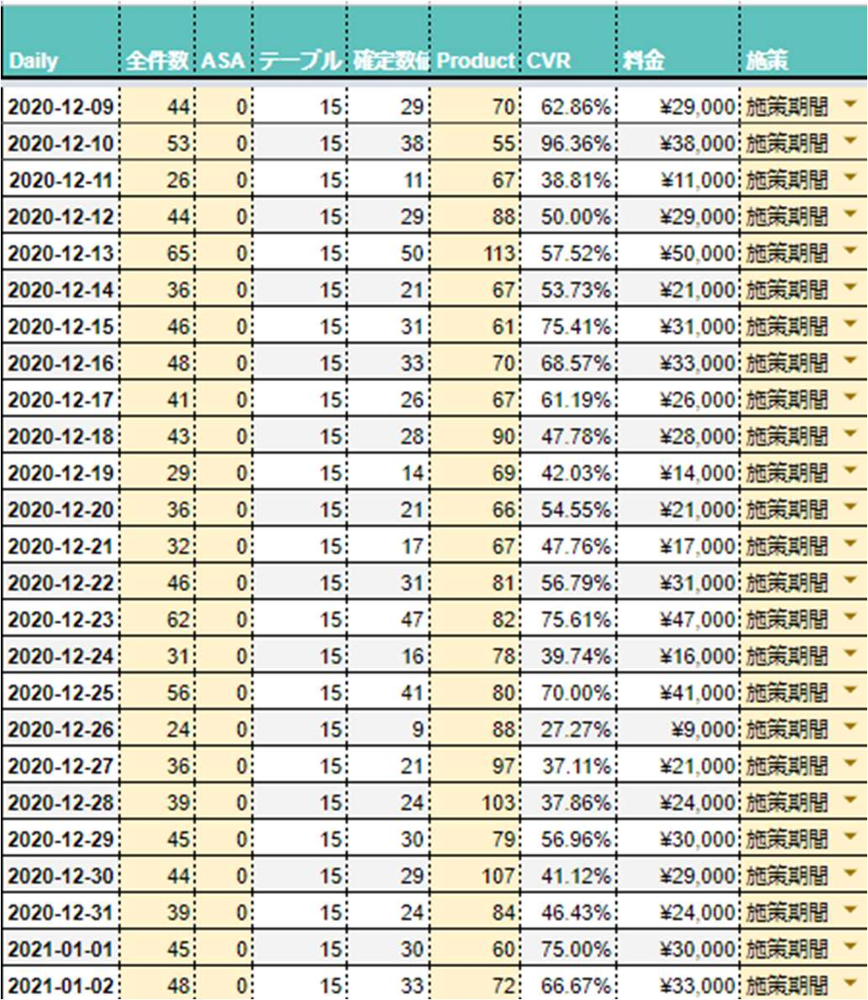 Daily 全件数 ASA テーブル 確定数値 Product CVR 料金 施策
2020-12-09 44 0 15 29 70 62.86% ¥29,000 施策期間
2020-12-10 53 0 15 38 55 96.36% ¥38,000 施策期間
2020-12-11 26 0 15 11 67 38.81% ¥11,000 施策期間
2020-12-12 44 0 15 29 88 50.00% ¥29,000 施策期間
2020-12-13 65 0 15 50 113 57.52% ¥50,000 施策期間
2020-12-14 36 0 15 21 67 53.73% ¥21,000 施策期間
2020-12-15 46 0 15 31 61 75.41% ¥31,000 施策期間
2020-12-16 48 0 15 33 70 68.57% ¥33,000 施策期間
2020-12-17 41 0 15 26 67 61.19% ¥26,000 施策期間
2020-12-18 43 0 15 28 90 47.78% ¥28,000 施策期間
2020-12-19 29 0 15 14 69 42.03% ¥14,000 施策期間
2020-12-20 36 0 15 21 66 54.55% ¥21,000 施策期間
2020-12-21 32 0 15 17 67 47.76% ¥17,000 施策期間
2020-12-22 46 0 15 31 81 56.79% ¥31,000 施策期間
2020-12-23 62 0 15 47 82 75.61% ¥47,000 施策期間
2020-12-24 31 0 15 16 78 39.74% ¥16,000 施策期間
2020-12-25 56 0 15 41 80 70.00% ¥41,000 施策期間
2020-12-26 24 0 15 9 88 27.27% ¥9,000 施策期間
2020-12-27 36 0 15 21 97 37.11% ¥21,000 施策期間
2020-12-28 39 0 15 24 103 37.86% ¥24,000 施策期間
2020-12-29 45 0 15 30 79 56.96% ¥30,000 施策期間
2020-12-30 44 0 15 29 107 41.12% ¥29,000 施策期間
2020-12-31 39 0 15 24 84 46.43% ¥24,000 施策期間
2021-01-01 45 0 15 30 60 75.00% ¥30,000 施策期間
2021-01-02 48 0 15 33 72 66.67% ¥33,000 施策期間